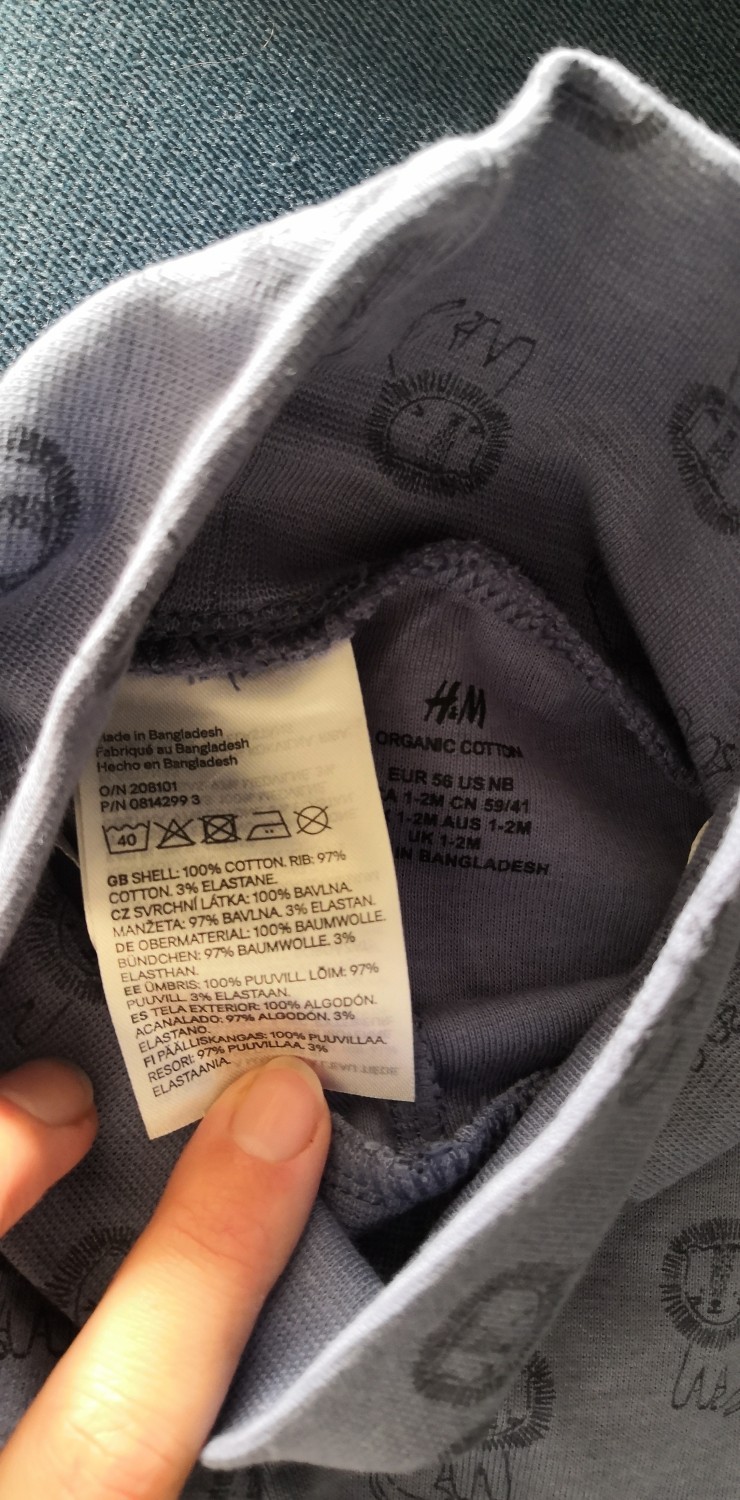 Made in Bangladesh
Fabriqué au Bangladesh
Hecho en Bangladesh
O/N 208101
P/N 0814299 3
40
GB SHELL: 100% COTTON. RIB: 97%
COTTON. 3% ELASTANE.
CZ SVRCHNÍ LÁTKA: 100% BAVLNA.
MANŽETA: 97% BAVLNA. 3% ELASTAN.
DE OBERMATERIAL: 100% BAUMWOLLE.
BÜNDCHEN: 97% BAUMWOLLE. 3%
ELASTHAN.
EE ÜMBRIS: 100% PUUVILL. LÕIM: 97%
PUUVILL. 3% ELASTAAN.
ES TELA EXTERIOR: 100% ALGODÓN.
ACANALADO: 97% ALGODÓN. 3%
ELASTANO.
FI PÄÄLLISKANGAS: 100% PUUVILLAA.
RESORI: 97% PUUVILLAA. 3%
ELASTAANIA.
H&M
ORGANIC COTTON
EUR 56 US NB
1-2M CN 59/41
1-2M AUS 1-2M
UK 1-2M
IN BANGLADESH